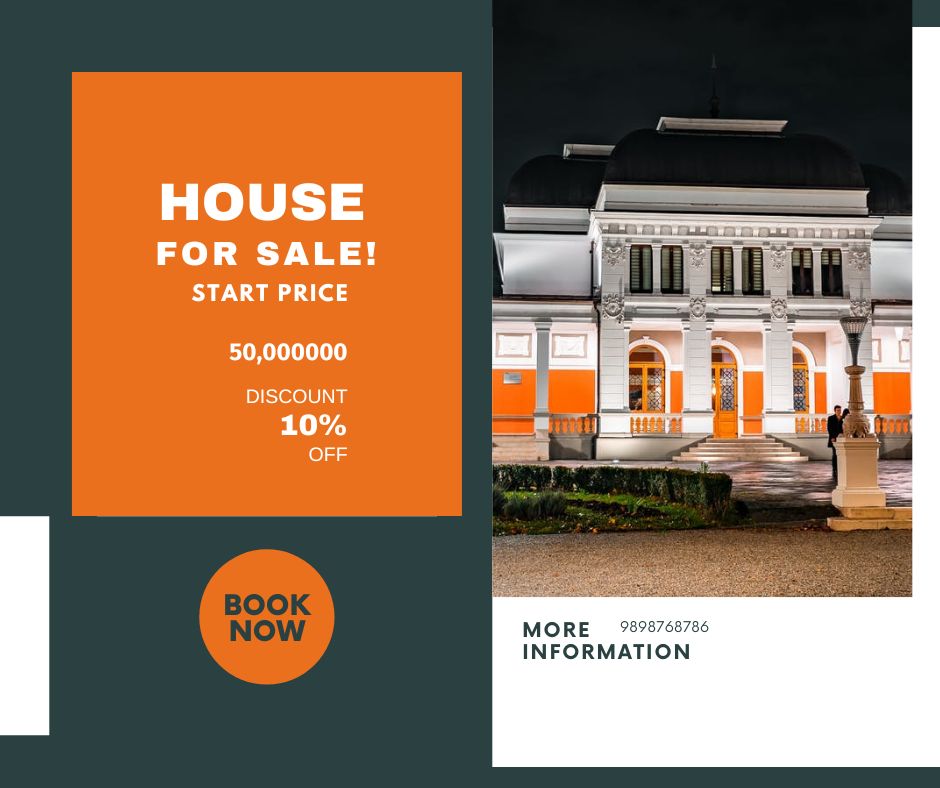 HOUSE
FOR SALE!
START PRICE
50,000000
DISCOUNT
10%
OFF
BOOK
NOW
MORE 9898768786
INFORMATION